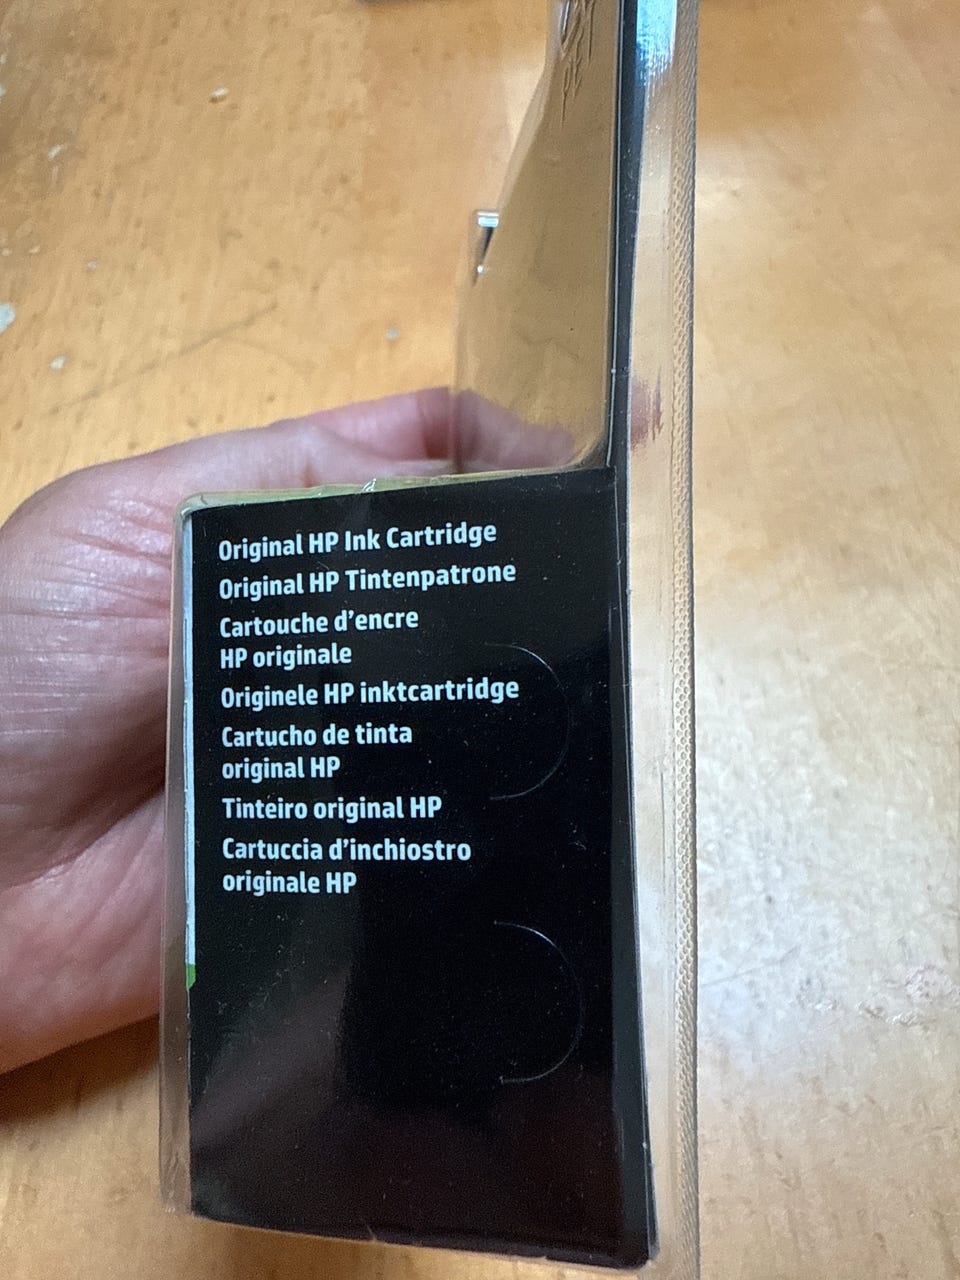 Original HP Ink Cartridge
Original HP Tintenpatrone
Cartouche d'encre
HP originale
Originele HP inktcartridge
Cartucho de tinta
original HP
Tinteiro original HP
Cartuccia d'inchiostro
originale HP